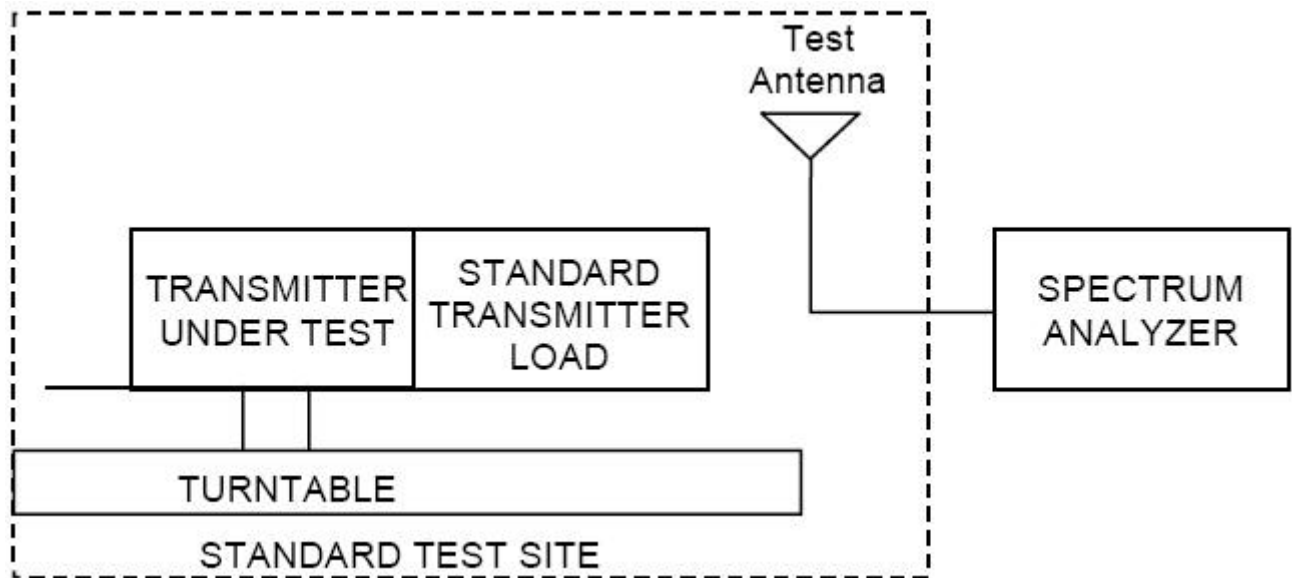 Test
Antenna
TRANSMITTER
UNDER TEST
STANDARD
TRANSMITTER
LOAD
SPECTRUM
ANALYZER
TURNTABLE
STANDARD TEST SITE